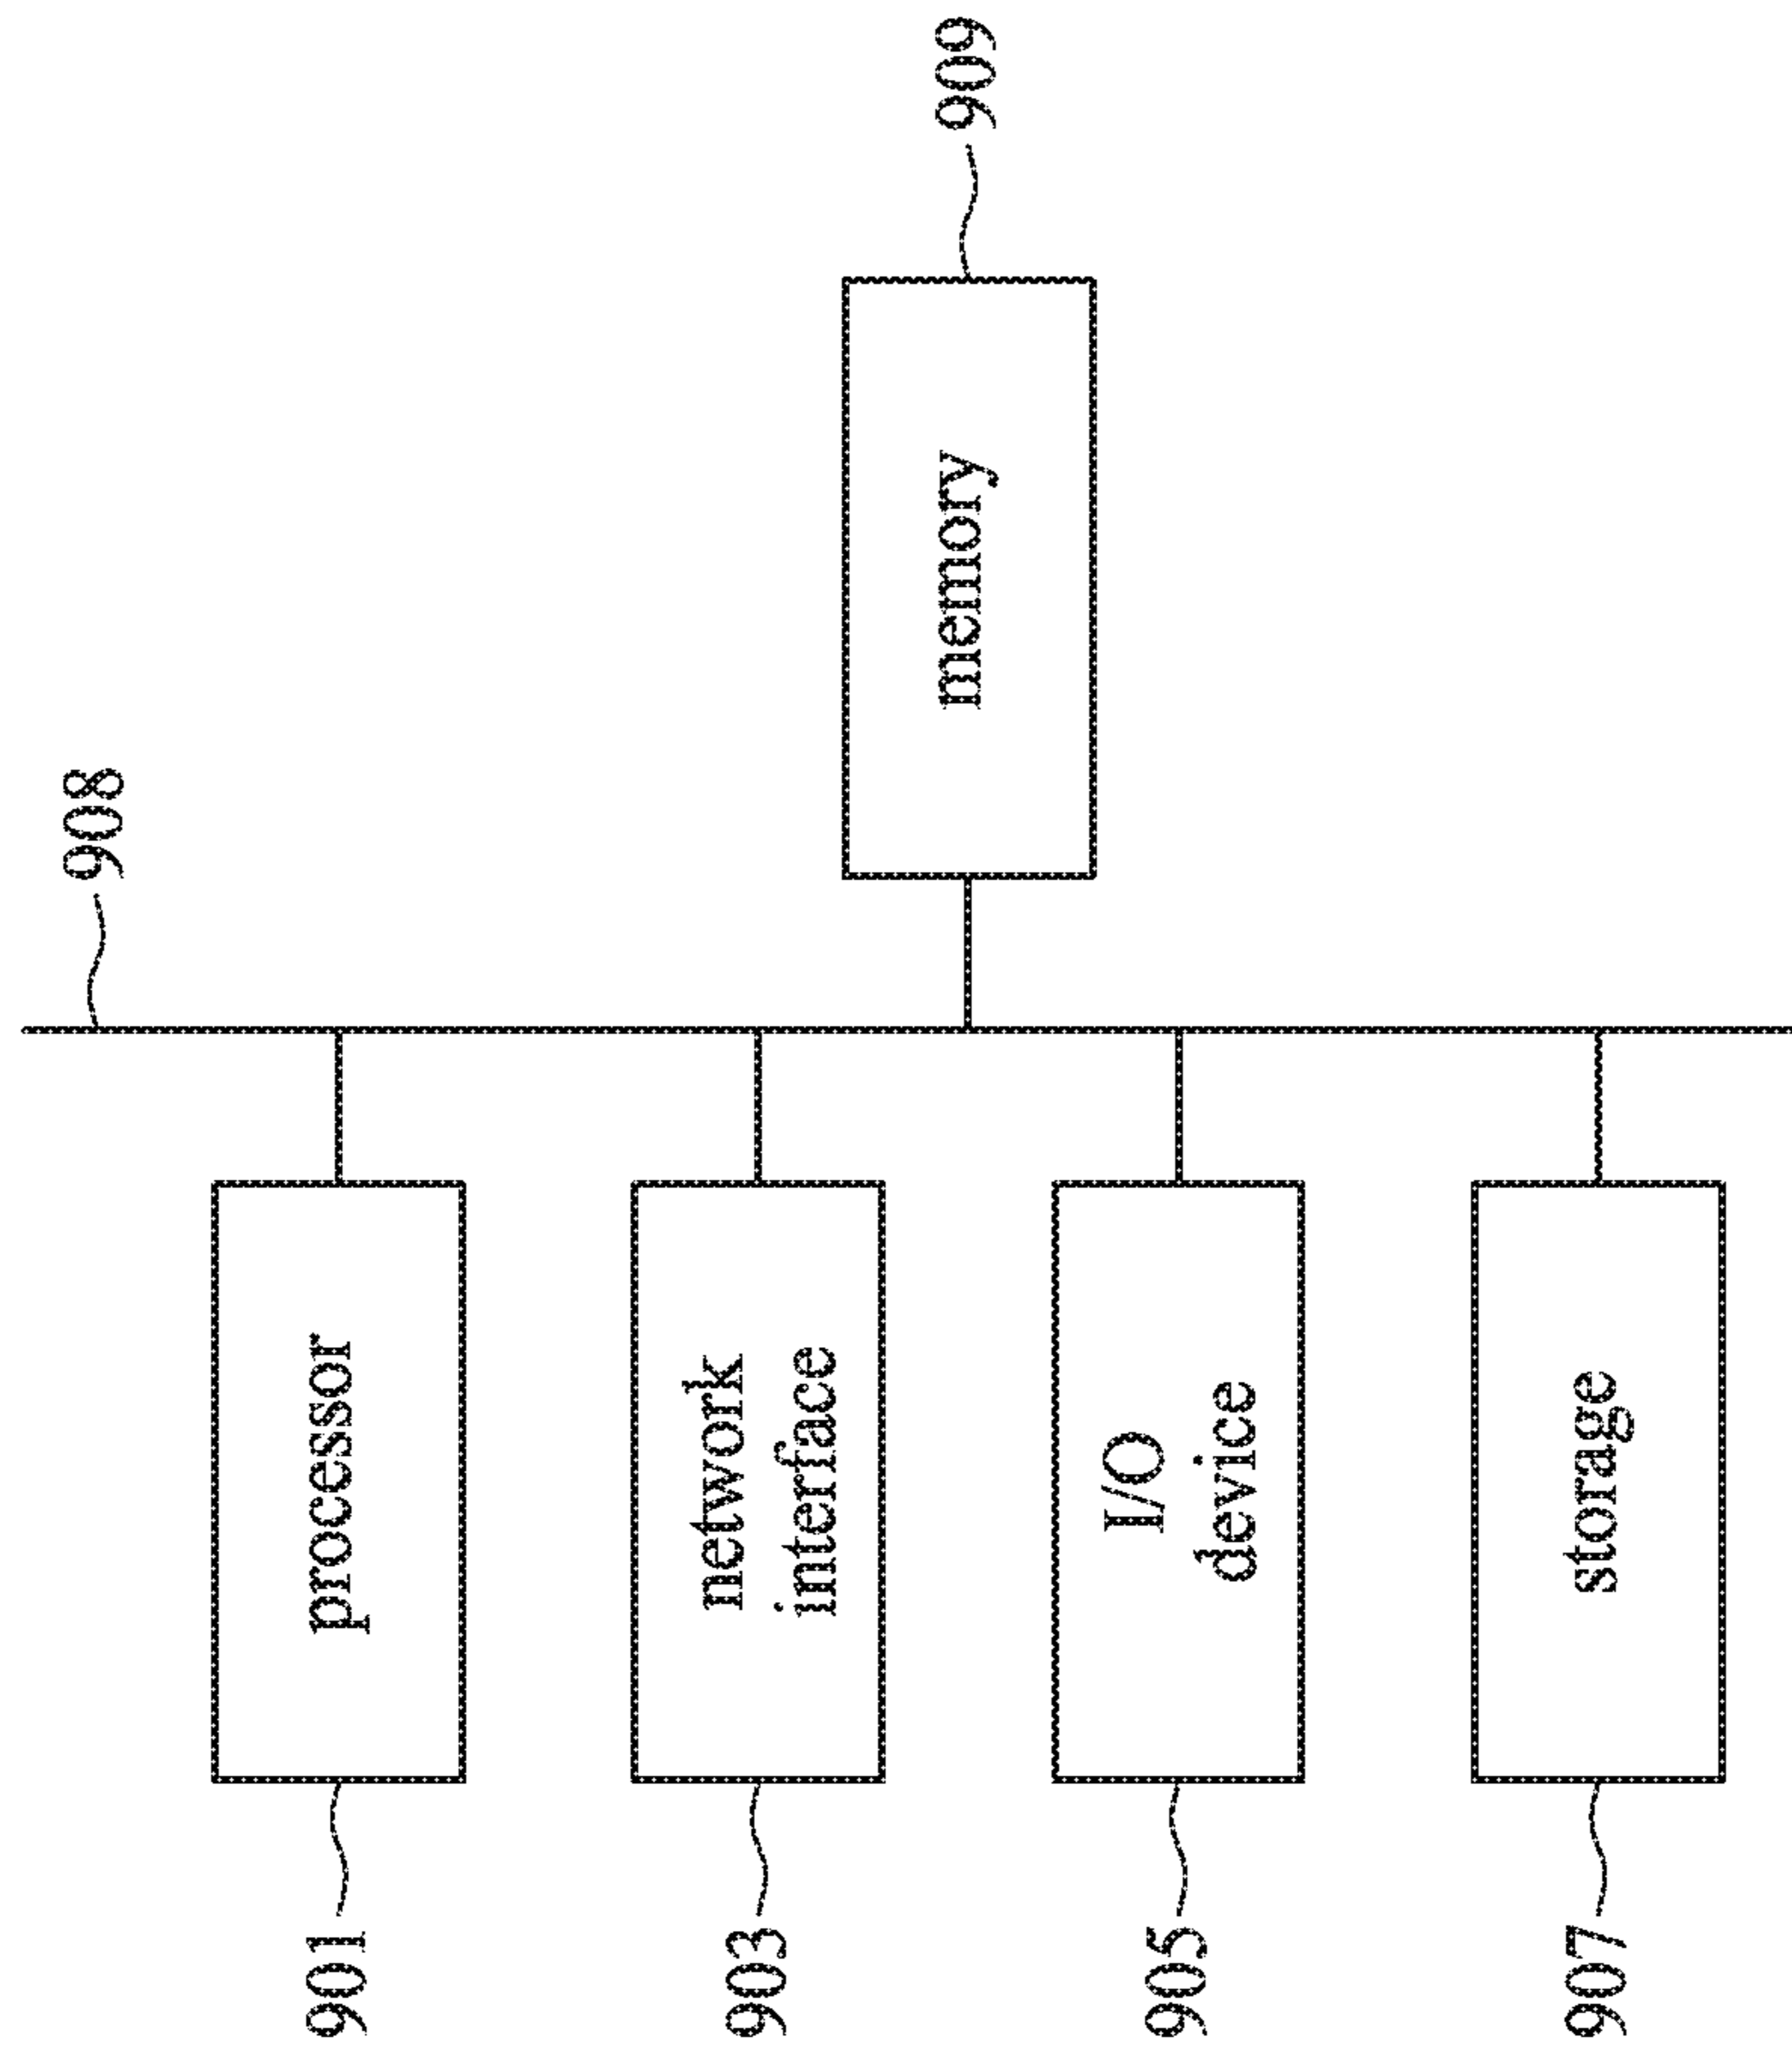 908
901
processor
903
network
interface
memory
909
905
I/O
device
907
storage